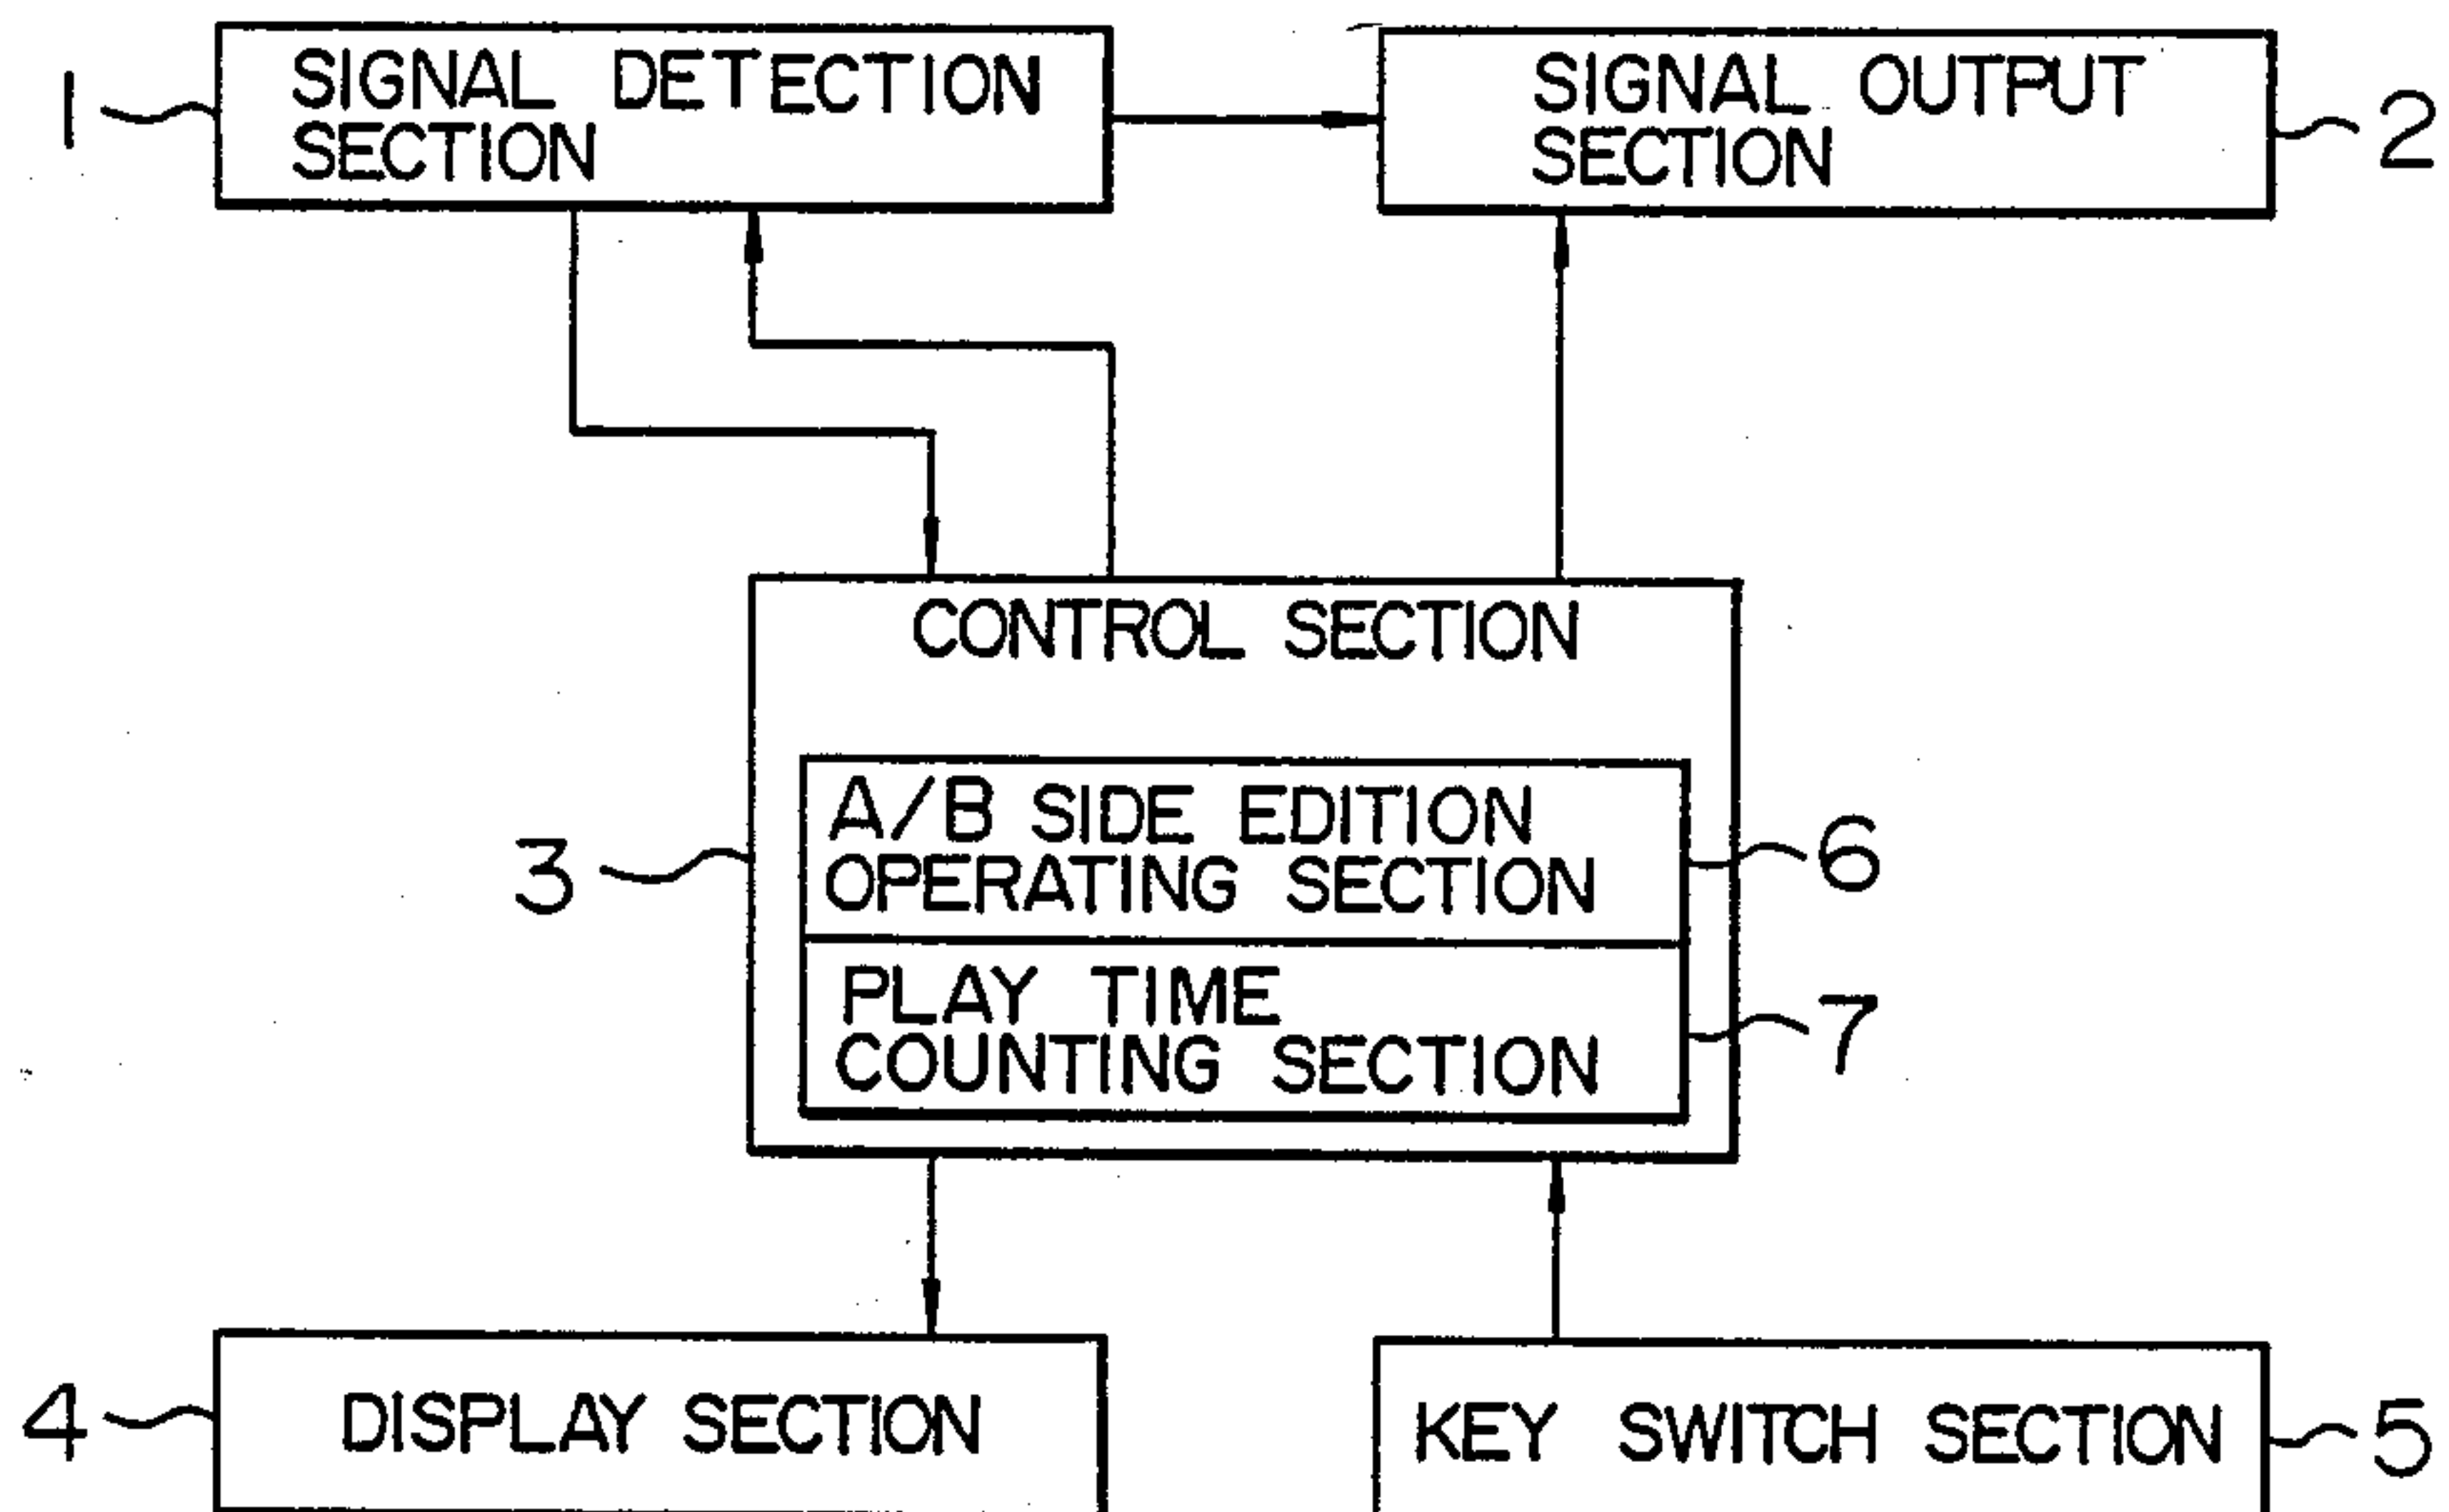 1
SIGNAL DETECTION
SECTION
SIGNAL OUTPUT
SECTION
2
CONTROL SECTION
3
A/B SIDE EDITION
OPERATING SECTION
6
PLAY TIME
COUNTING SECTION
7
4
DISPLAY SECTION
KEY SWITCH SECTION
5